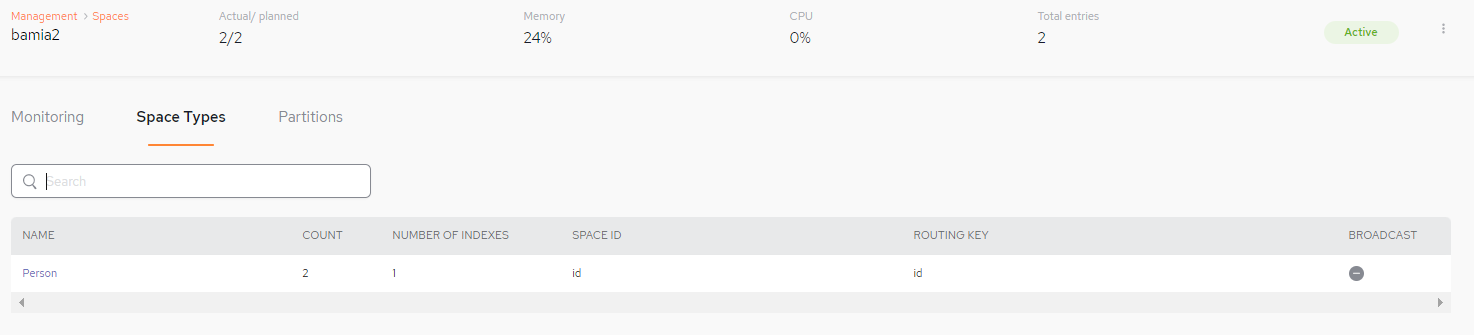 Management > Spaces
bamia2
Actual/ planned
2/2
Memory
24%
CPU
0%
Total entries
2
Active
Monitoring Space Types Partitions
Search
NAME COUNT NUMBER OF INDEXES SPACE ID ROUTING KEY BROADCAST
Person 2 1 id id